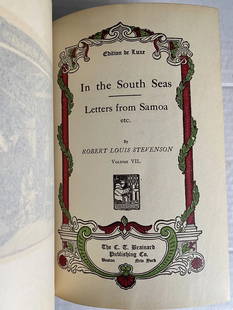 Edition de Luxe
In the South Seas
Letters from Samoa
etc.
By
ROBERT LOUIS STEVENSON
VOLUME VII.
The C. T. Brainard
Publishing Co.
Boston New York